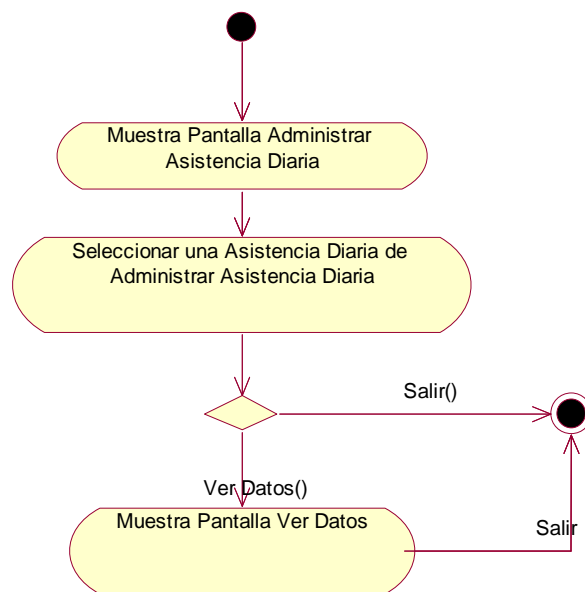 Muestra Pantalla Administrar
Asistencia Diaria
Seleccionar una Asistencia Diaria de
Administrar Asistencia Diaria
Salir()
Ver Datos()
Muestra Pantalla Ver Datos
Salir